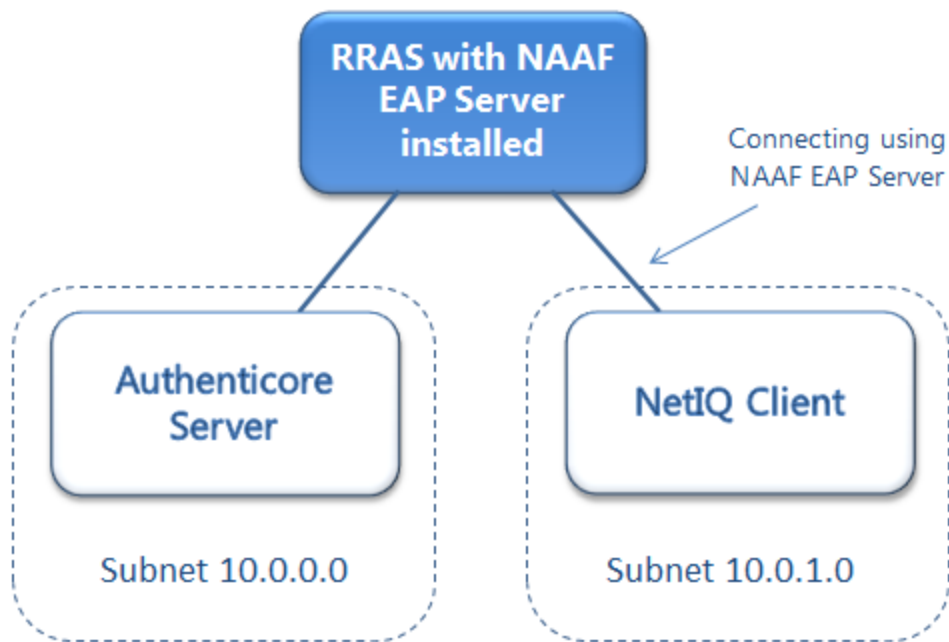 RRAS with NAAF
EAP Server
installed
Connecting using
NAAF EAP Server
Authenticore
Server
NetIQ Client
Subnet 10.0.0.0
Subnet 10.0.1.0